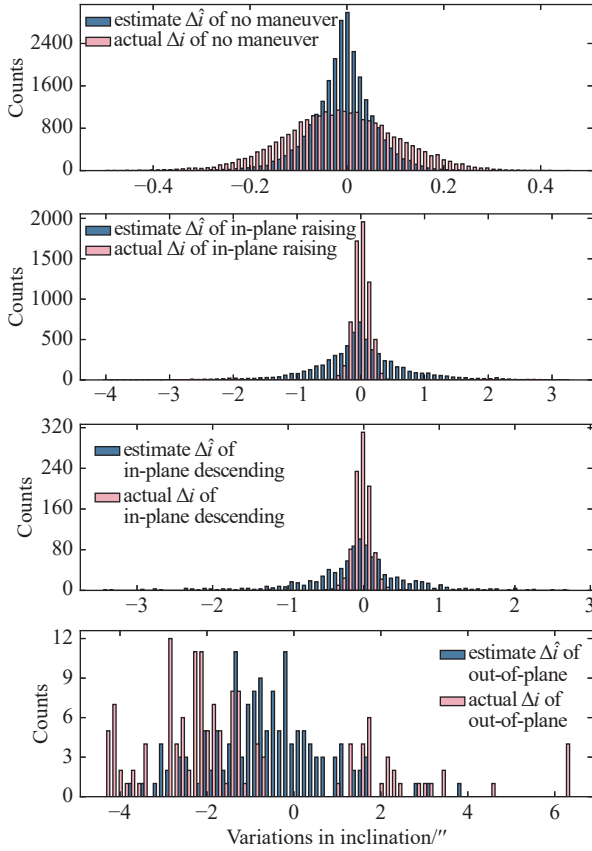 estimate Δî of no maneuver
actual Δi of no maneuver
2400
1600
800
0
Counts
−0.4
−0.2
0
0.2
0.4
estimate Δî of in-plane raising
actual Δi of in-plane raising
2000
1500
1000
500
0
Counts
−4
−3
−2
−1
0
1
2
3
estimate Δî of
in-plane descending
actual Δi of
in-plane descending
320
240
160
80
0
Counts
−3
−2
−1
0
1
2
3
estimate Δî of
out-of-plane
actual Δi of
out-of-plane
12
9
6
3
0
Counts
−4
−2
0
2
4
6
Variations in inclination/″